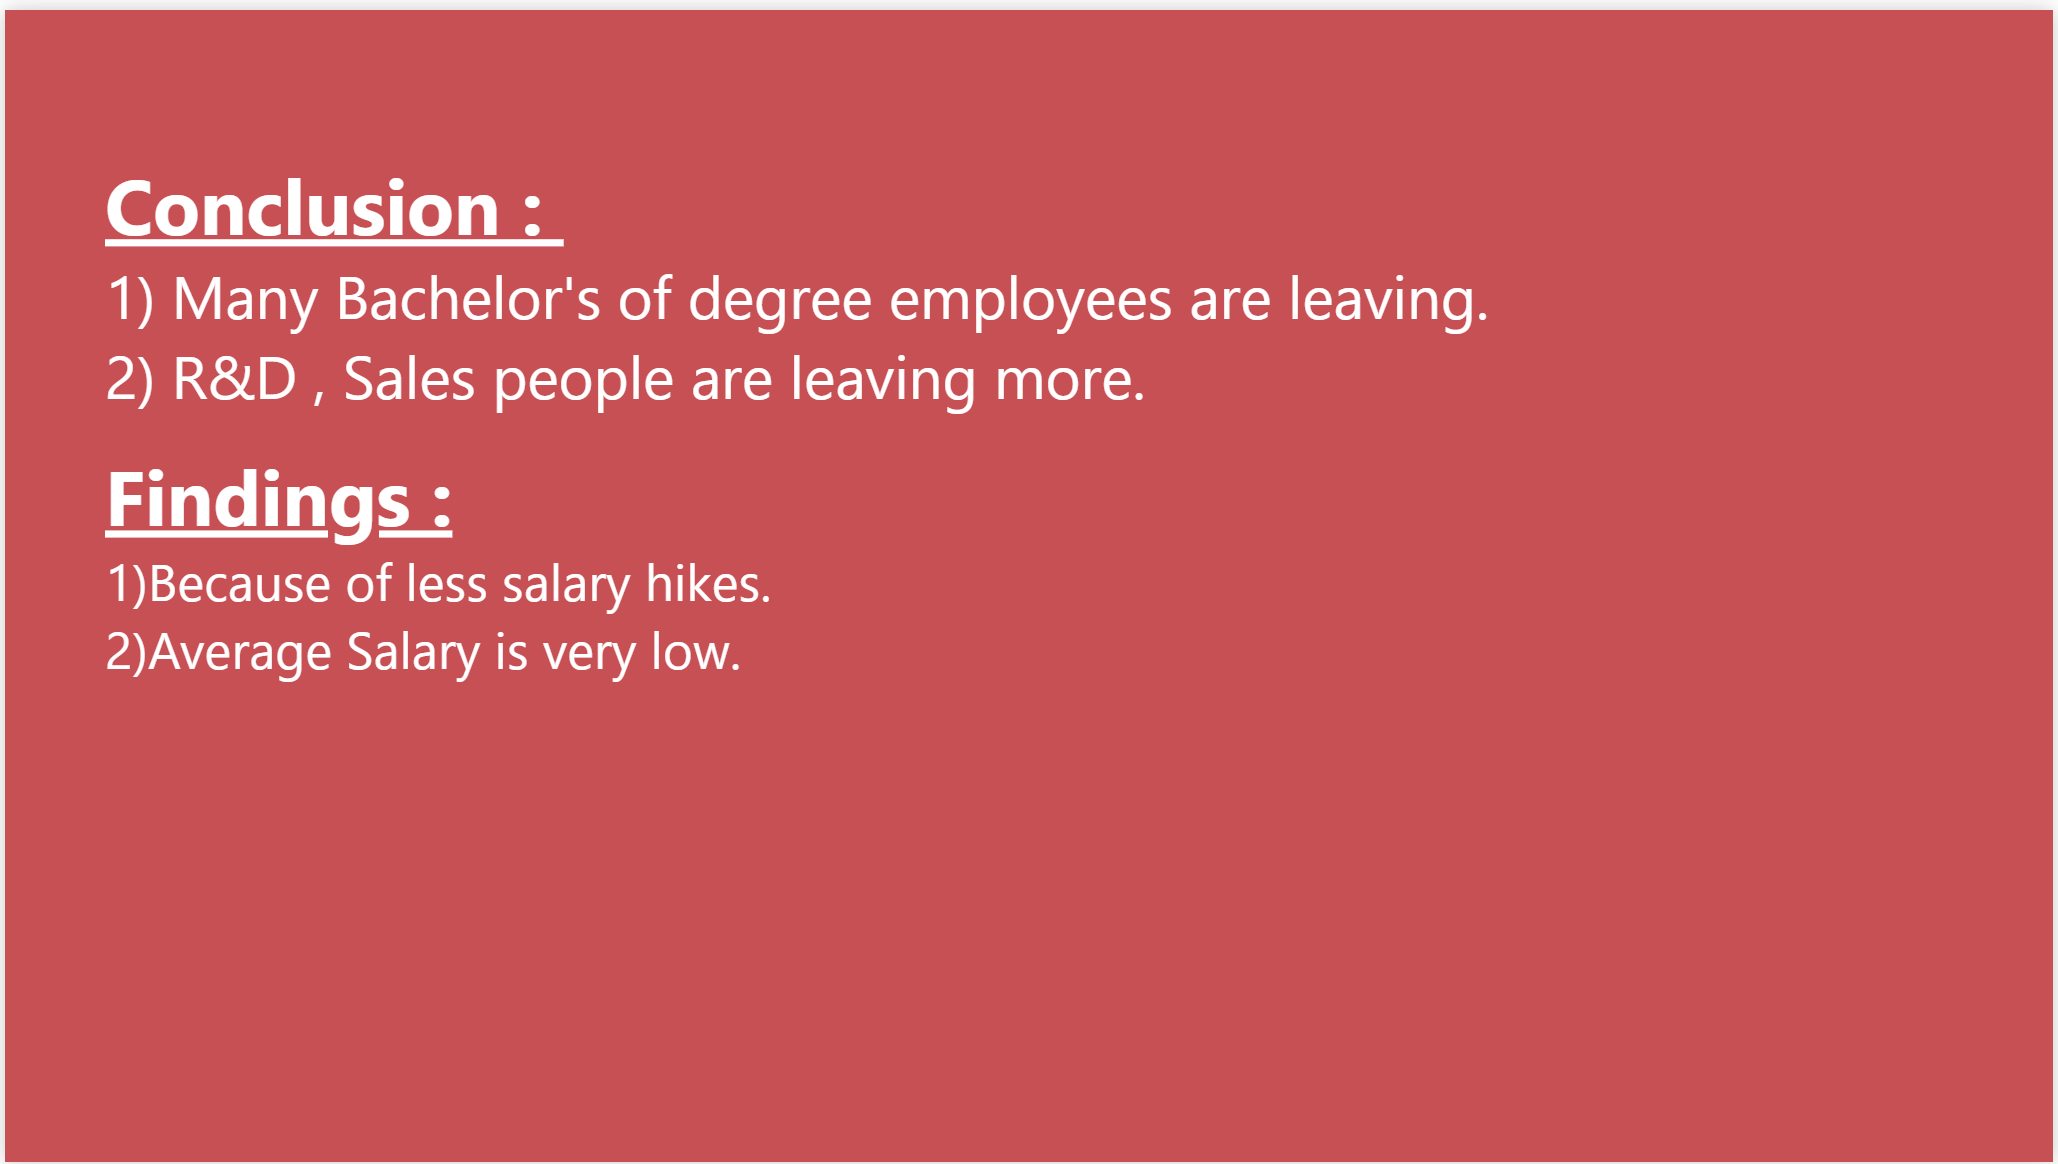 Conclusion :
1) Many Bachelor's of degree employees are leaving.
2) R&D , Sales people are leaving more.
Findings :
1)Because of less salary hikes.
2)Average Salary is very low.